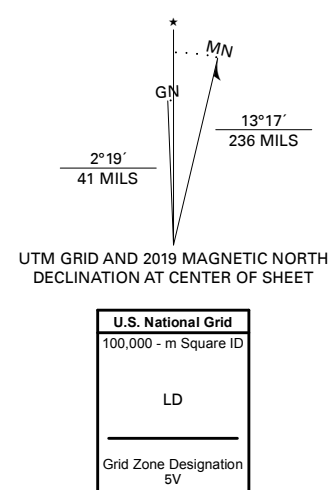 ★
MN
GN
13°17´
236 MILS
2°19´
41 MILS
UTM GRID AND 2019 MAGNETIC NORTH
DECLINATION AT CENTER OF SHEET
U.S. National Grid
100,000 - m Square ID
LD
Grid Zone Designation
5V